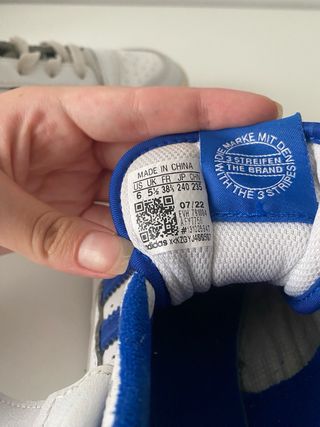 MADE IN CHINA
US UK FR JP CHN
6 5½ 38⅔ 240 235
07/22
adidas
DIE MARKE MIT DEN
3 STREIFEN
THE BRAND
WITH THE 3 STRIPES